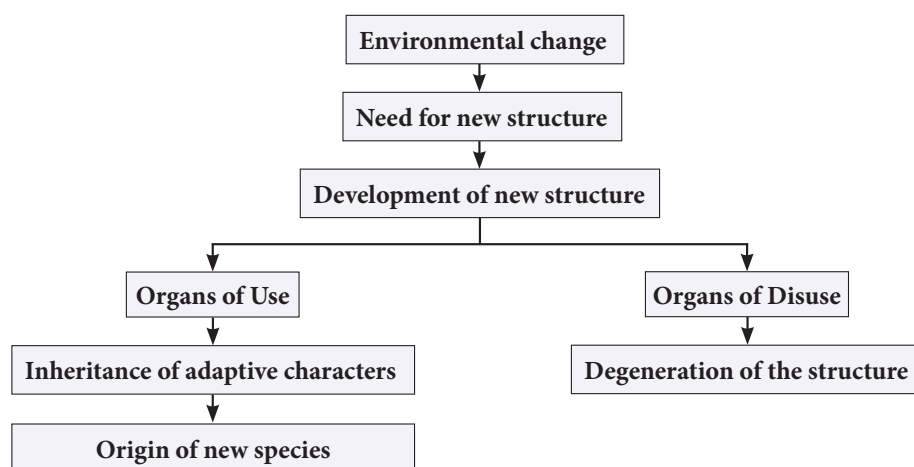 Environmental change
Need for new structure
Development of new structure
Organs of Use
Organs of Disuse
Inheritance of adaptive characters
Degeneration of the structure
Origin of new species